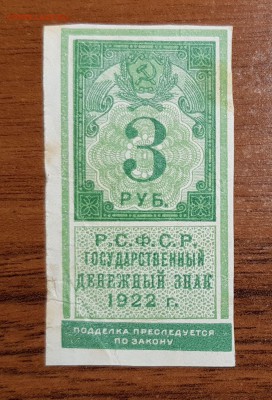 3
РУБ.
Р.С.Ф.С.Р.
ГОСУДАРСТВЕННЫЙ
ДЕНЕЖНЫЙ ЗНАК
1922 г.
ПОДДЕЛКА ПРЕСЛЕДУЕТСЯ
ПО ЗАКОНУ